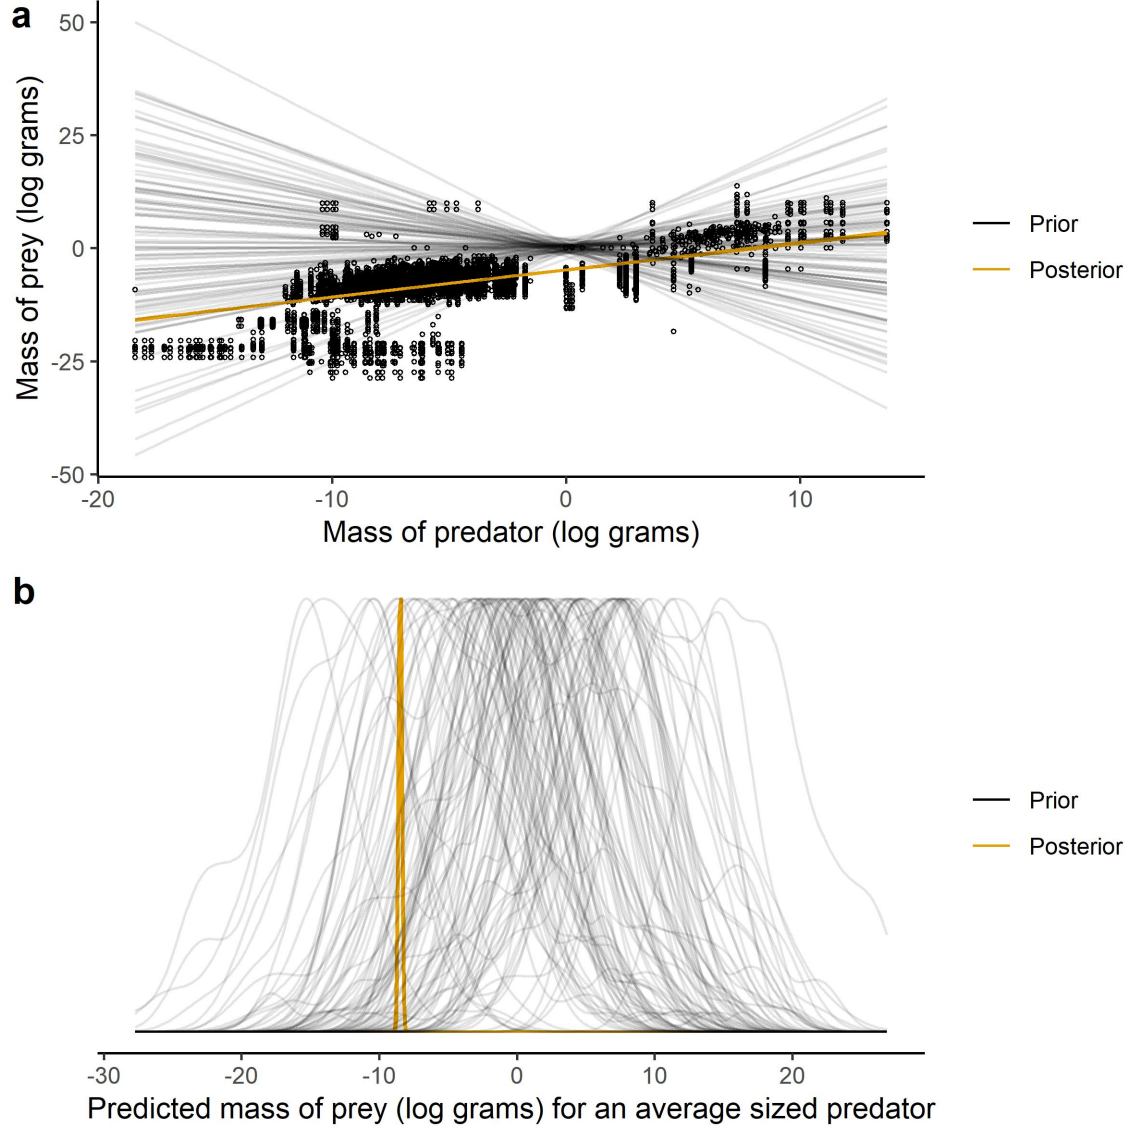 a
50
25
0
-25
-50
Mass of prey (log grams)
-20 -10 0 10
Mass of predator (log grams)
Prior
Posterior
b
Prior
Posterior
-30 -20 -10 0 10 20
Predicted mass of prey (log grams) for an average sized predator